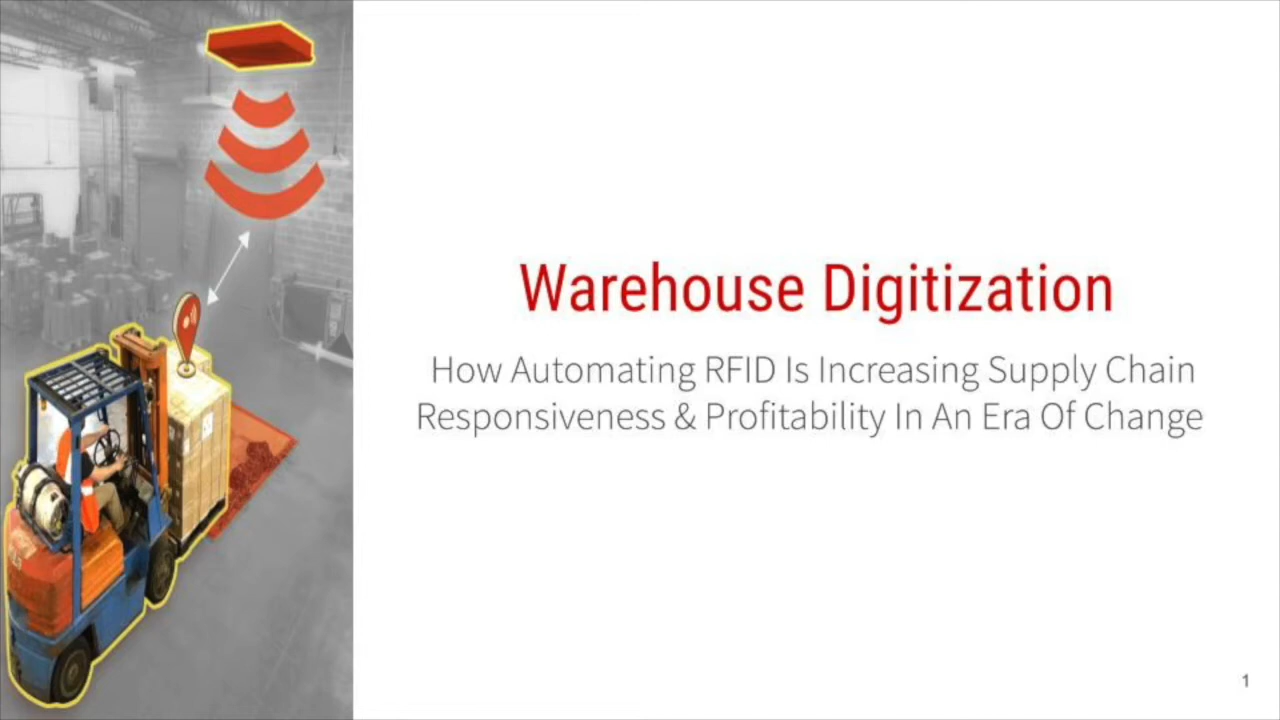 Warehouse Digitization
How Automating RFID Is Increasing Supply Chain
Responsiveness & Profitability In An Era Of Change
1